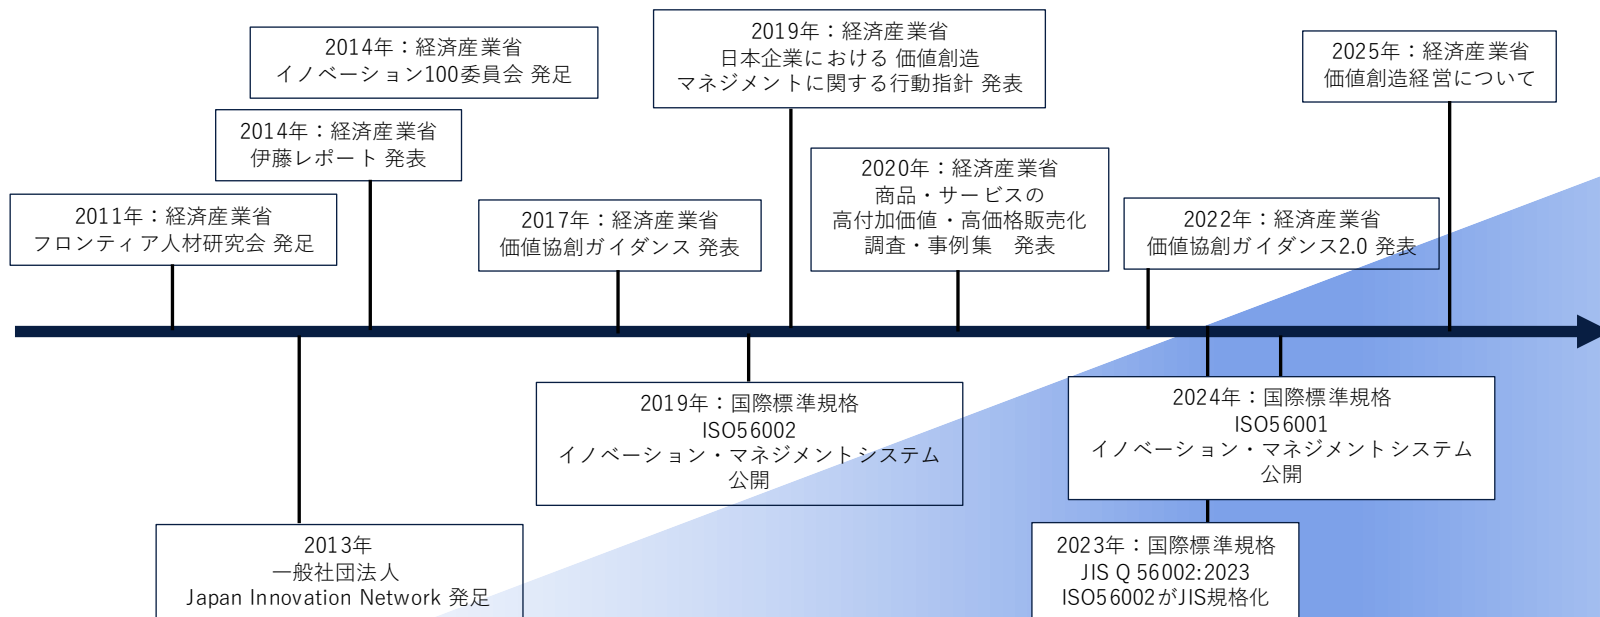 2014年：経済産業省
イノベーション100委員会 発足
2014年：経済産業省
伊藤レポート 発表
2011年：経済産業省
フロンティア人材研究会 発足
2017年：経済産業省
価値協創ガイダンス 発表
2019年：経済産業省
日本企業における 価値創造
マネジメントに関する行動指針 発表
2020年：経済産業省
商品・サービスの
高付加価値・高価格販売化
調査・事例集　発表
2022年：経済産業省
価値協創ガイダンス2.0 発表
2025年：経済産業省
価値創造経営について
2013年
一般社団法人
Japan Innovation Network 発足
2019年：国際標準規格
ISO56002
イノベーション・マネジメントシステム
公開
2024年：国際標準規格
ISO56001
イノベーション・マネジメントシステム
公開
2023年：国際標準規格
JIS Q 56002:2023
ISO56002がJIS規格化